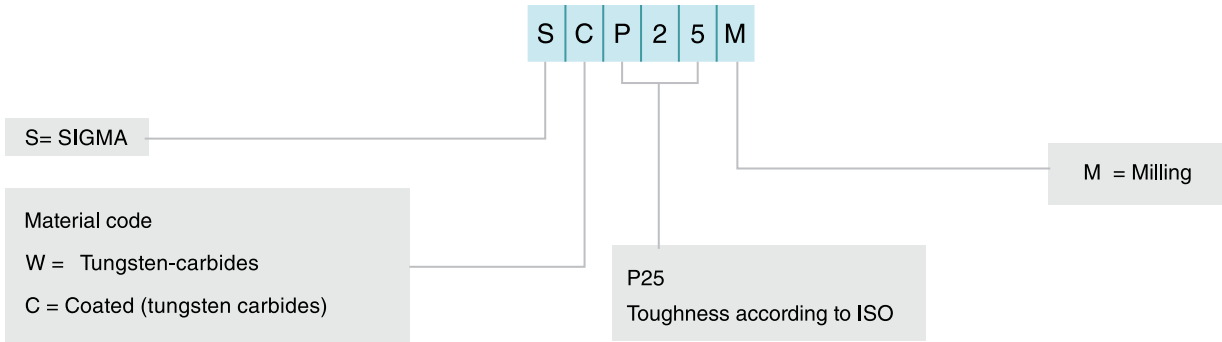 S C P 2 5 M
S= SIGMA
M = Milling
Material code
W = Tungsten-carbides
C = Coated (tungsten carbides)
P25
Toughness according to ISO